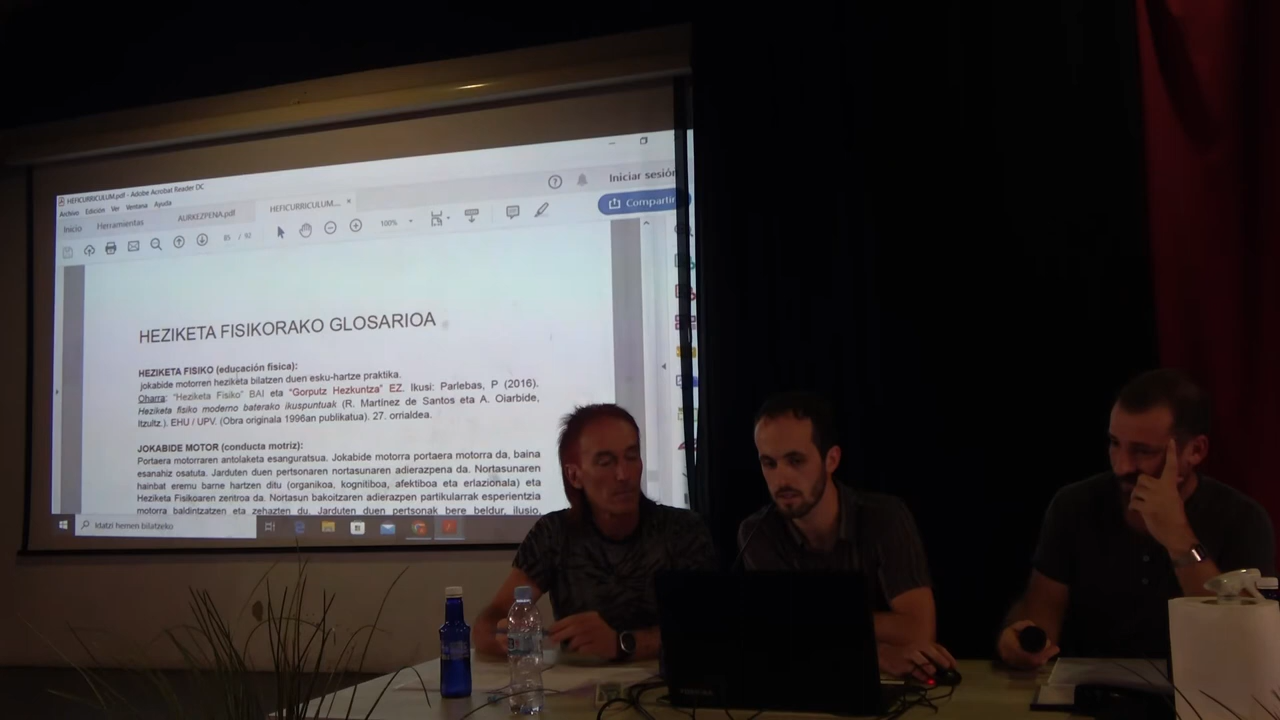 HEFICURRICULUM.pdf - Adobe Acrobat Reader DC
Archivo Edición Ver Ventana Ayuda
Inicio Herramientas AURKEZPENA.pdf HEFICURRICULUM.... × Iniciar sesión
85 / 92 100% Compartir
HEZIKETA FISIKORAKO GLOSARIOA
HEZIKETA FISIKO (educación física):
jokabide motorren heziketa bilatzen duen esku-hartze praktika.
Oharra: “Heziketa Fisiko” BAI eta “Gorputz Hezkuntza” EZ. Ikusi: Parlebas, P (2016).
Heziketa fisiko moderno baterako ikuspuntuak (R. Martínez de Santos eta A. Oiarbide,
Itzultz.). EHU / UPV. (Obra originala 1996an publikatua). 27. orrialdea.
JOKABIDE MOTOR (conducta motriz):
Portaera motorraren antolaketa esanguratsua. Jokabide motorra portaera motorra da, baina
esanahiz osatuta. Jarduten duen pertsonaren nortasunaren adierazpena da. Nortasunaren
hainbat eremu barne hartzen ditu (organikoa, kognitiboa, afektiboa eta erlazionala) eta
Heziketa Fisikoaren zentroa da. Nortasun bakoitzaren adierazpen partikularrak esperientzia
motorra baldintzatzen eta zehazten du. Jarduten duen pertsonak bere beldur, ilusio,
Idatzi hemen bilatzeko